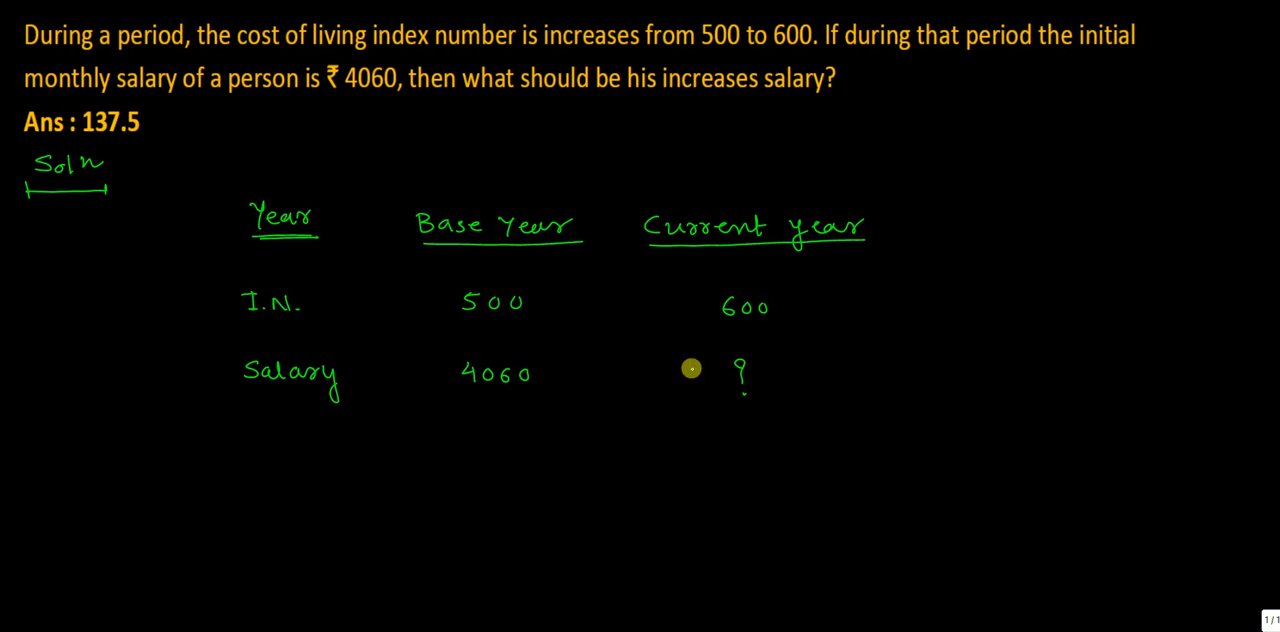 During a period, the cost of living index number is increases from 500 to 600. If during that period the initial
monthly salary of a person is ₹ 4060, then what should be his increases salary?
Ans : 137.5
Soln
Year Base Year Current year
I.N. 500 600
Salary 4060 ?
1/1